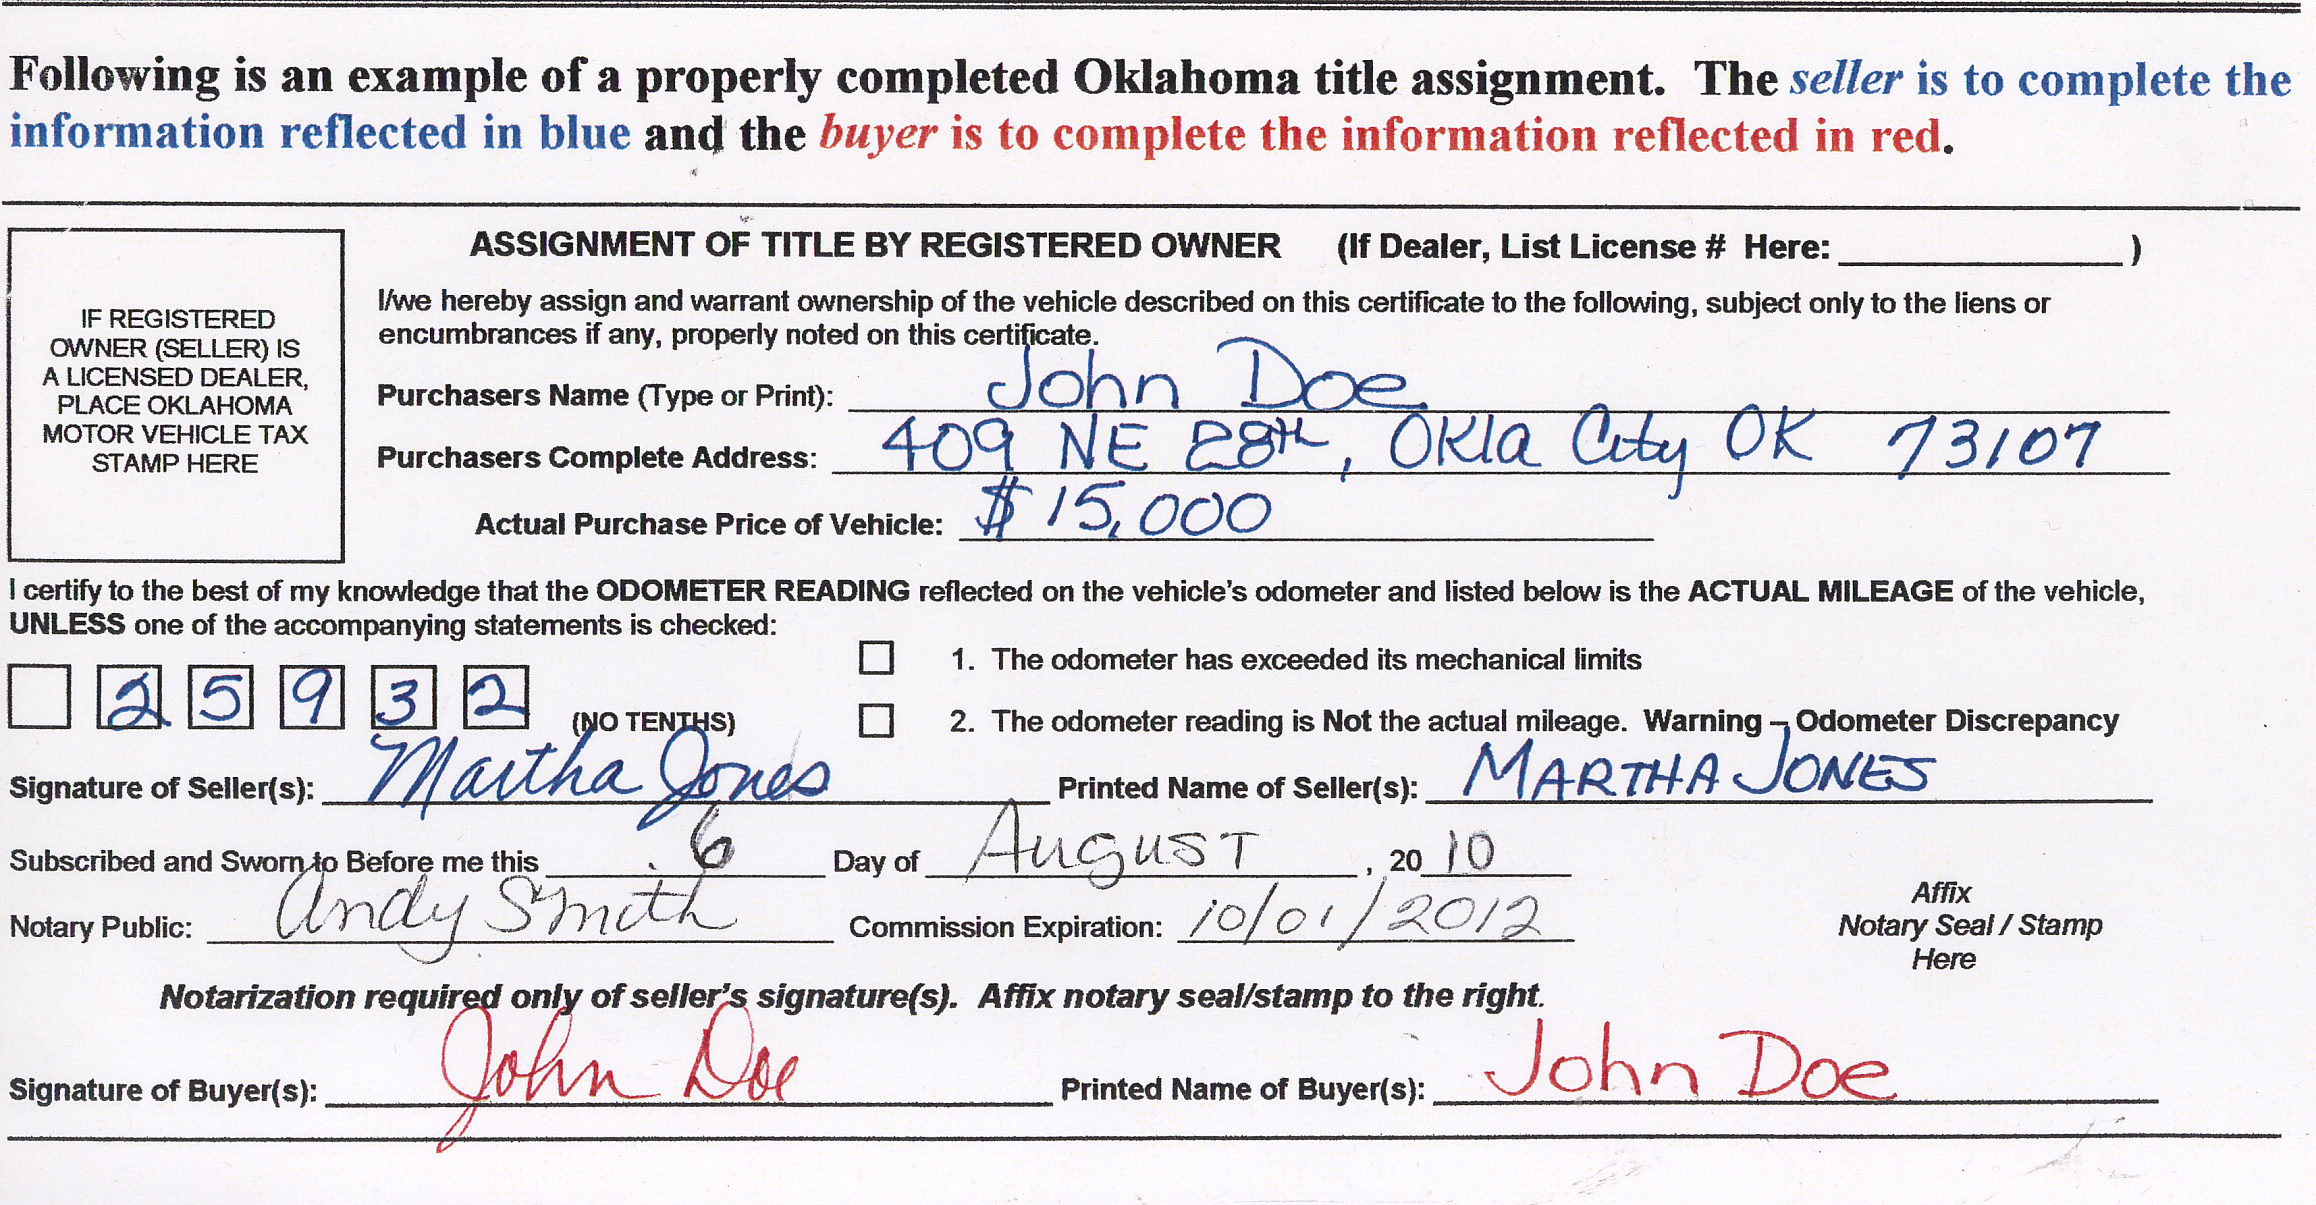 Following is an example of a properly completed Oklahoma title assignment. The seller is to complete the
information reflected in blue and the buyer is to complete the information reflected in red.
IF REGISTERED
OWNER (SELLER) IS
A LICENSED DEALER,
PLACE OKLAHOMA
MOTOR VEHICLE TAX
STAMP HERE
ASSIGNMENT OF TITLE BY REGISTERED OWNER (If Dealer, List License # Here: )
I/we hereby assign and warrant ownership of the vehicle described on this certificate to the following, subject only to the liens or
encumbrances if any, properly noted on this certificate.
Purchasers Name (Type or Print): John Doe
Purchasers Complete Address: 409 NE 28th, Okla City OK 73107
Actual Purchase Price of Vehicle: $ 15,000
I certify to the best of my knowledge that the ODOMETER READING reflected on the vehicle's odometer and listed below is the ACTUAL MILEAGE of the vehicle,
UNLESS one of the accompanying statements is checked:
1. The odometer has exceeded its mechanical limits
2 5 9 3 2 (NO TENTHS) 2. The odometer reading is Not the actual mileage. Warning – Odometer Discrepancy
Signature of Seller(s): Martha Jones Printed Name of Seller(s): MARTHA JONES
Subscribed and Sworn to Before me this 6 Day of August, 20 10
Notary Public: Andy Smith Commission Expiration: 10/01/2012
Affix
Notary Seal / Stamp
Here
Notarization required only of seller's signature(s). Affix notary seal/stamp to the right.
Signature of Buyer(s): John Doe Printed Name of Buyer(s): John Doe